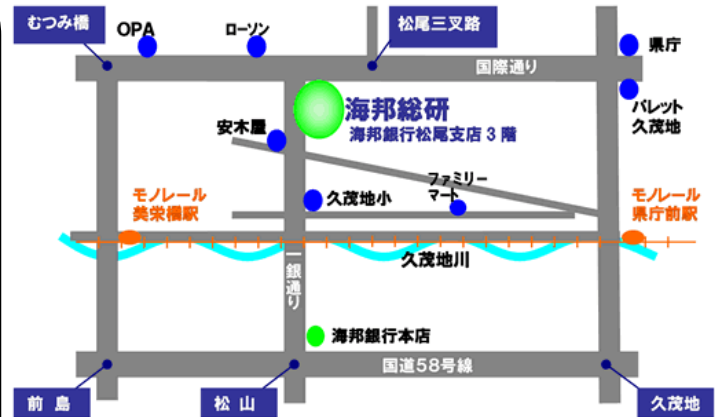 むつみ橋
OPA
ローソン
松尾三叉路
県庁
国際通り
パレット
久茂地
海邦総研
海邦銀行松尾支店3階
安木屋
ファミリー
マート
久茂地小
モノレール
美栄橋駅
モノレール
県庁前駅
久茂地川
一銀通り
海邦銀行本店
国道58号線
前島
松山
久茂地